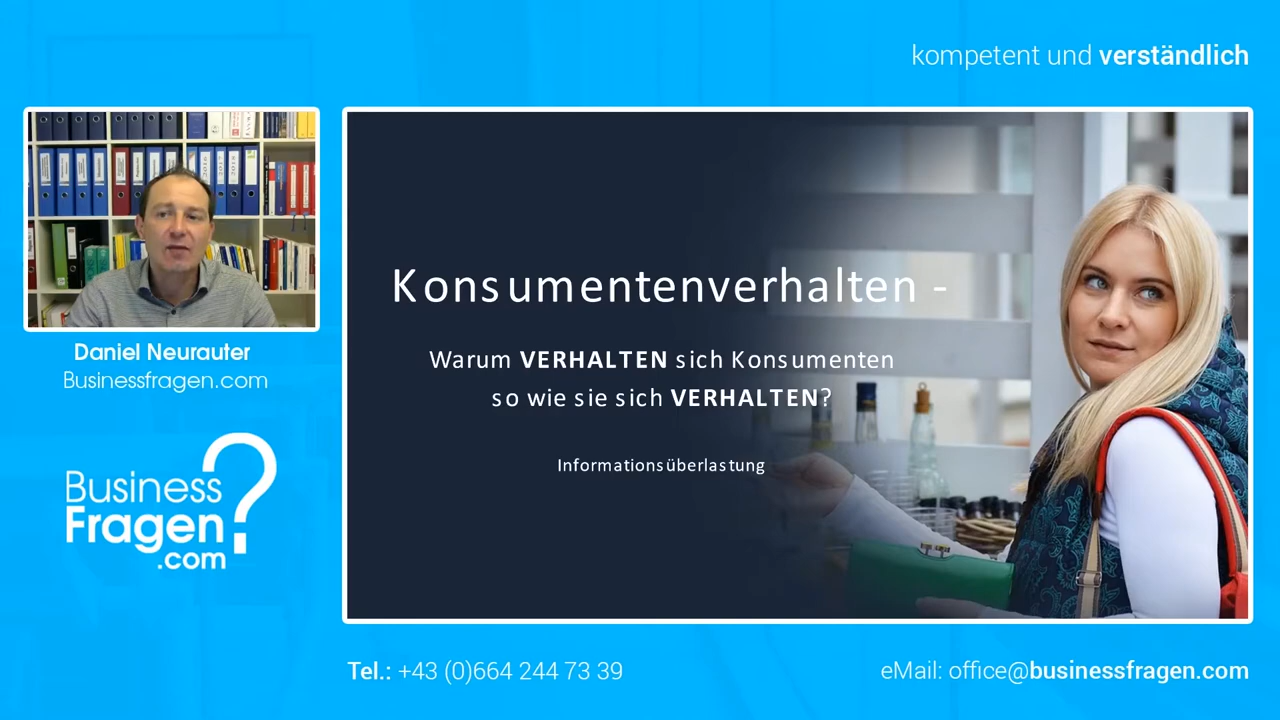 kompetent und verständlich
Daniel Neurauter
Businessfragen.com
Business
Fragen
.com
?
Konsumentenverhalten -
Warum VERHALTEN sich Konsumenten
so wie sie sich VERHALTEN?
Informationsüberlastung
Tel.: +43 (0)664 244 73 39
eMail: office@businessfragen.com